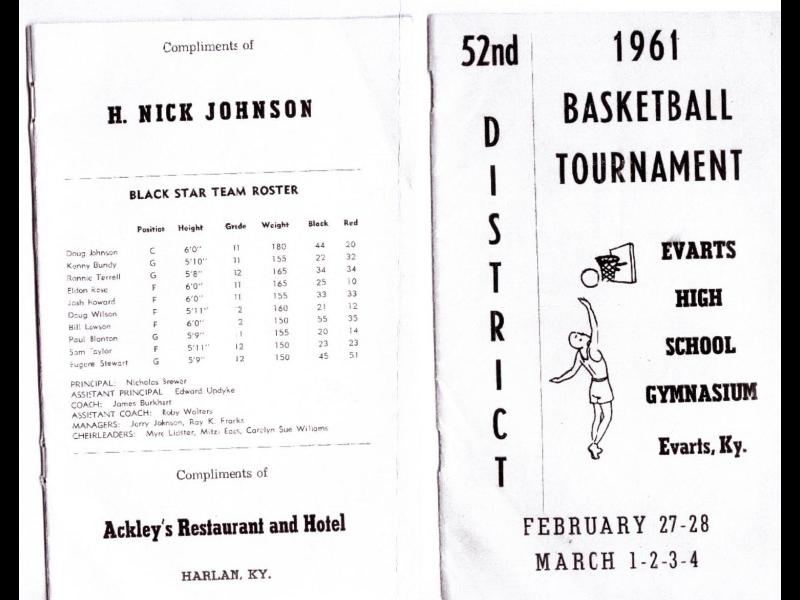 Compliments of
H. NICK JOHNSON
BLACK STAR TEAM ROSTER
Position Height Grade Weight Black Red
Doug Johnson C 6'0" 11 180 44 20
Kenny Bundy G 5'10" 11 155 22 32
Ronnie Terrell G 5'8" 12 165 34 34
Eldon Rose F 6'0" 11 165 25 10
Josh Howard F 6'0" 11 155 33 33
Doug Wilson F 5'11" 2 160 21 12
Bill Lawson F 6'0" 2 150 55 35
Paul Blanton G 5'9" 1 155 20 14
Sam Taylor F 5'11" 12 150 23 23
Eugene Stewart G 5'9" 12 150 45 51
PRINCIPAL: Nicholas Brewer
ASSISTANT PRINCIPAL Edward Updyke
COACH: James Burkhart
ASSISTANT COACH: Roby Walters
MANAGERS: Jerry Johnson, Ray K. Franks
CHEIRLEADERS: Mitzi Carolyn Sue Williams
Compliments of
Ackley's Restaurant and Hotel
HARLAN, KY.
52nd
DISTRICT
1961
BASKETBALL
TOURNAMENT
EVARTS
HIGH
SCHOOL
GYMNASIUM
Evarts, Ky.
FEBRUARY 27-28
MARCH 1-2-3-4